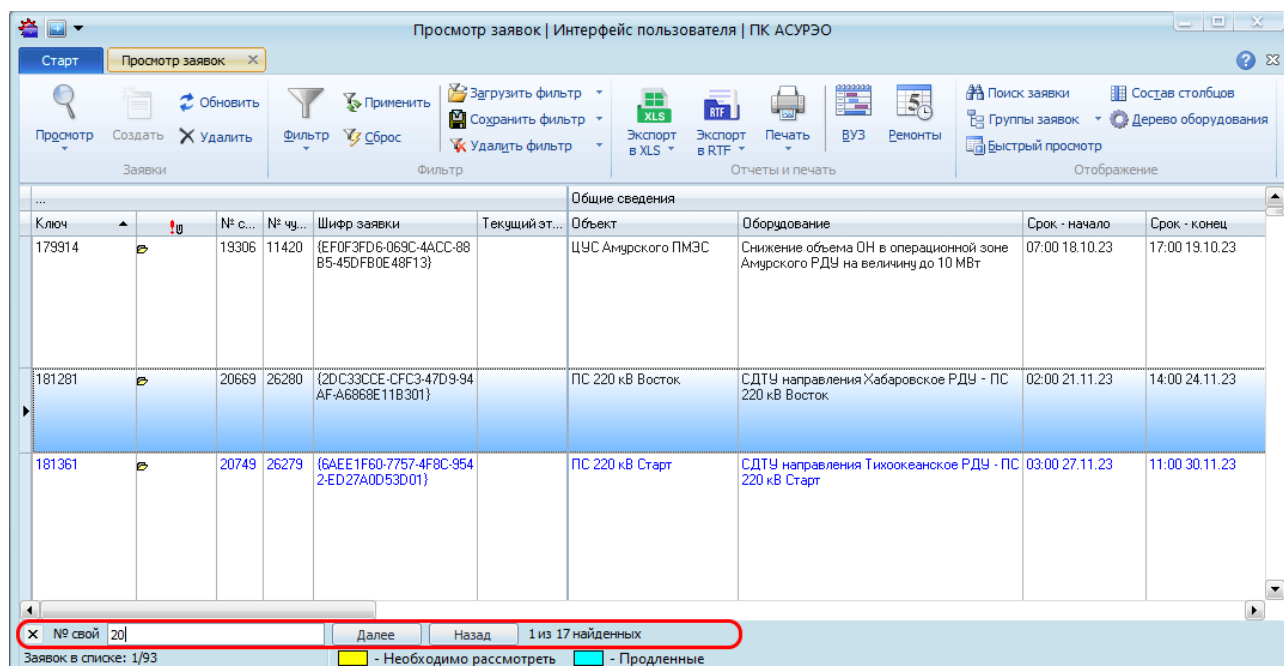 Просмотр заявок | Интерфейс пользователя | ПК АСУРЭО
Старт Просмотр заявок
Просмотр Создать Обновить Удалить
Заявки
Фильтр Применить Сброс Загрузить фильтр Сохранить фильтр Удалить фильтр
Фильтр
XLS Экспорт в XLS RTF Экспорт в RTF Печать ВУЗ 5 Ремонты
Отчеты и печать
Поиск заявки Группы заявок Быстрый просмотр Состав столбцов Дерево оборудования
Отображение
... Общие сведения
Ключ № с... № чу... Шифр заявки Текущий эт... Объект Оборудование Срок - начало Срок - конец
179914 19306 11420 {EF0F3FD6-069C-4ACC-88 ЦУС Амурского ПМЭС Снижение объема ОН в операционной зоне 07:00 18.10.23 17:00 19.10.23
B5-45DFB0E48F13} Амурского РДУ на величину до 10 МВт
181281 20669 26280 {2DC33CCE-CFC3-47D9-94 ПС 220 кВ Восток СДТУ направления Хабаровское РДУ - ПС 02:00 21.11.23 14:00 24.11.23
AF-A6868E11B301} 220 кВ Восток
181361 20749 26279 {6AEE1F60-7757-4F8C-954 ПС 220 кВ Старт СДТУ направления Тихоокеанское РДУ - ПС 03:00 27.11.23 11:00 30.11.23
2-ED27A0D53D01} 220 кВ Старт
№ свой 20 Далее Назад 1 из 17 найденных
Заявок в списке: 1/93 - Необходимо рассмотреть - Продленные